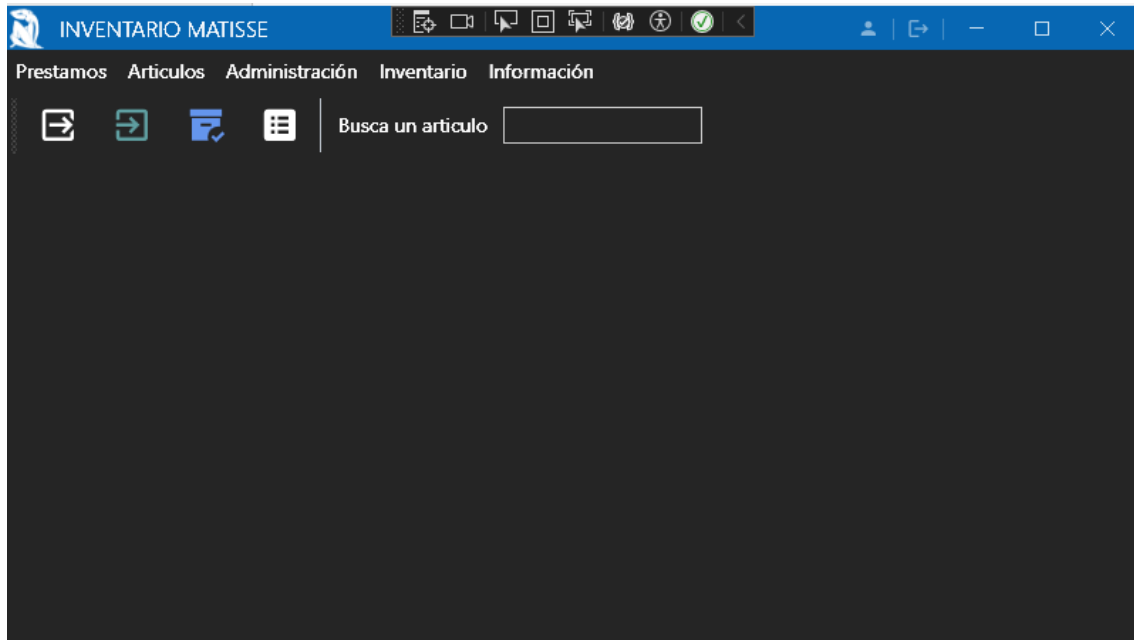 INVENTARIO MATISSE
Prestamos Articulos Administración Inventario Información
Busca un articulo